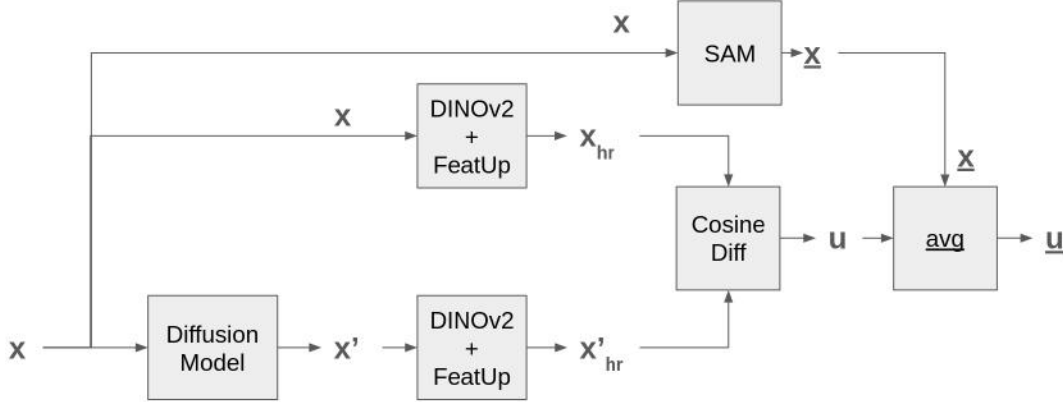 x
SAM
x
x
DINOv2
+
FeatUp
x_hr
x
Cosine
Diff
u
avg
u
x
Diffusion
Model
x'
DINOv2
+
FeatUp
x'_hr